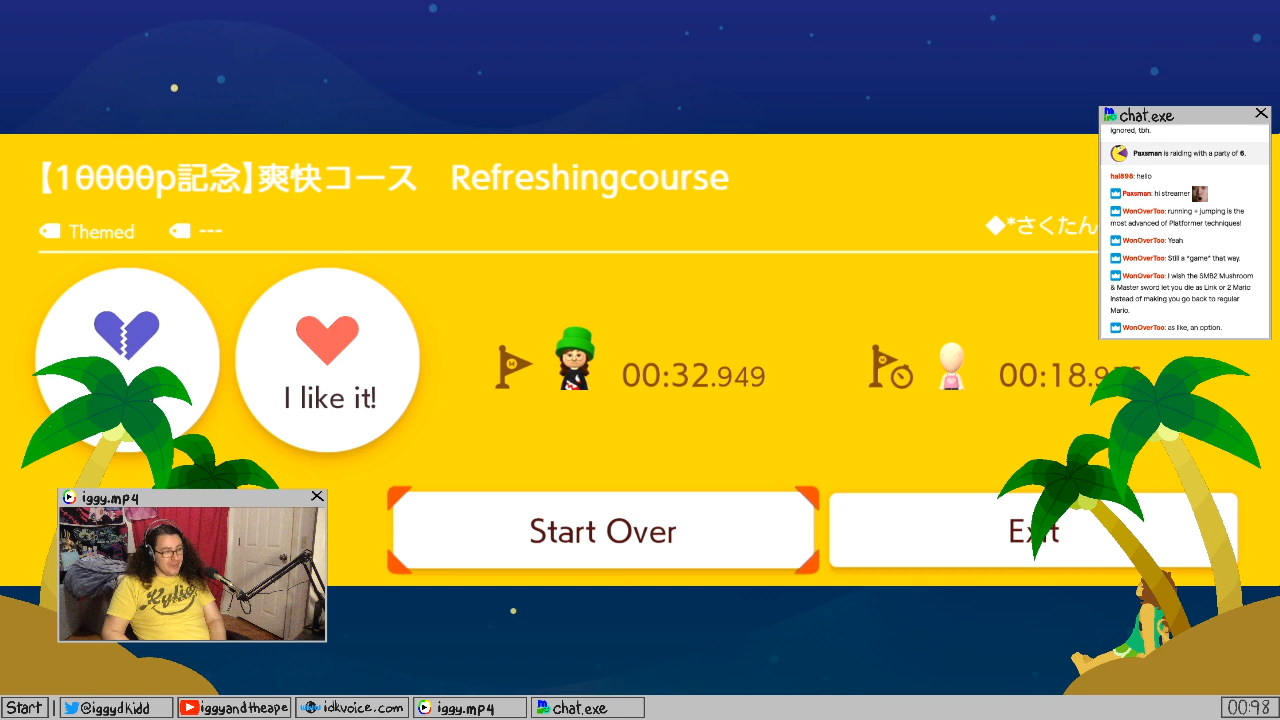 【10000p記念】爽快コース Refreshingcourse
Themed
---
◆*さくたん
I like it!
00:32.949
00:18.9
Start Over
Exit
chat.exe
ignored, tbh.
Paxsman is raiding with a party of 6.
hal898: hello
Paxsman: hi streamer
WonOverToo: running + jumping is the
most advanced of Platformer techniques!
WonOverToo: Yeah
WonOverToo: Still a *game* that way.
WonOverToo: I wish the SMB2 Mushroom
& Master sword let you die as Link or 2 Mario
instead of making you go back to regular
Mario.
WonOverToo: as like, an option.
iggy.mp4
Kylie
Start
@iggydkidd
iggyandtheape
idkvoice.com
iggy.mp4
chat.exe
00:98